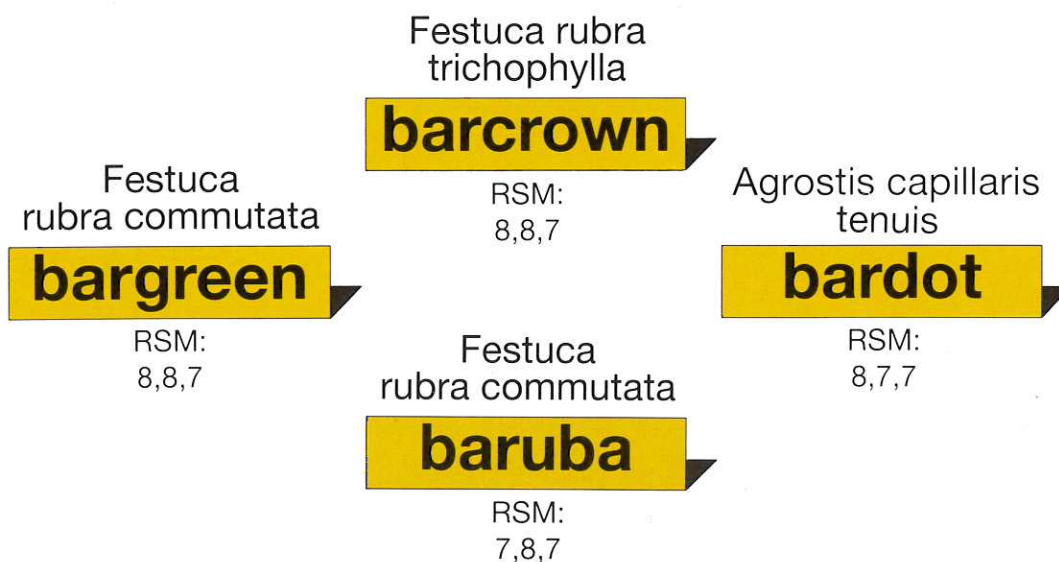 Festuca rubra
trichophylla
barcrown
RSM:
8,8,7
Festuca
rubra commutata
bargreen
RSM:
8,8,7
Agrostis capillaris
tenuis
bardot
RSM:
8,7,7
Festuca
rubra commutata
baruba
RSM:
7,8,7